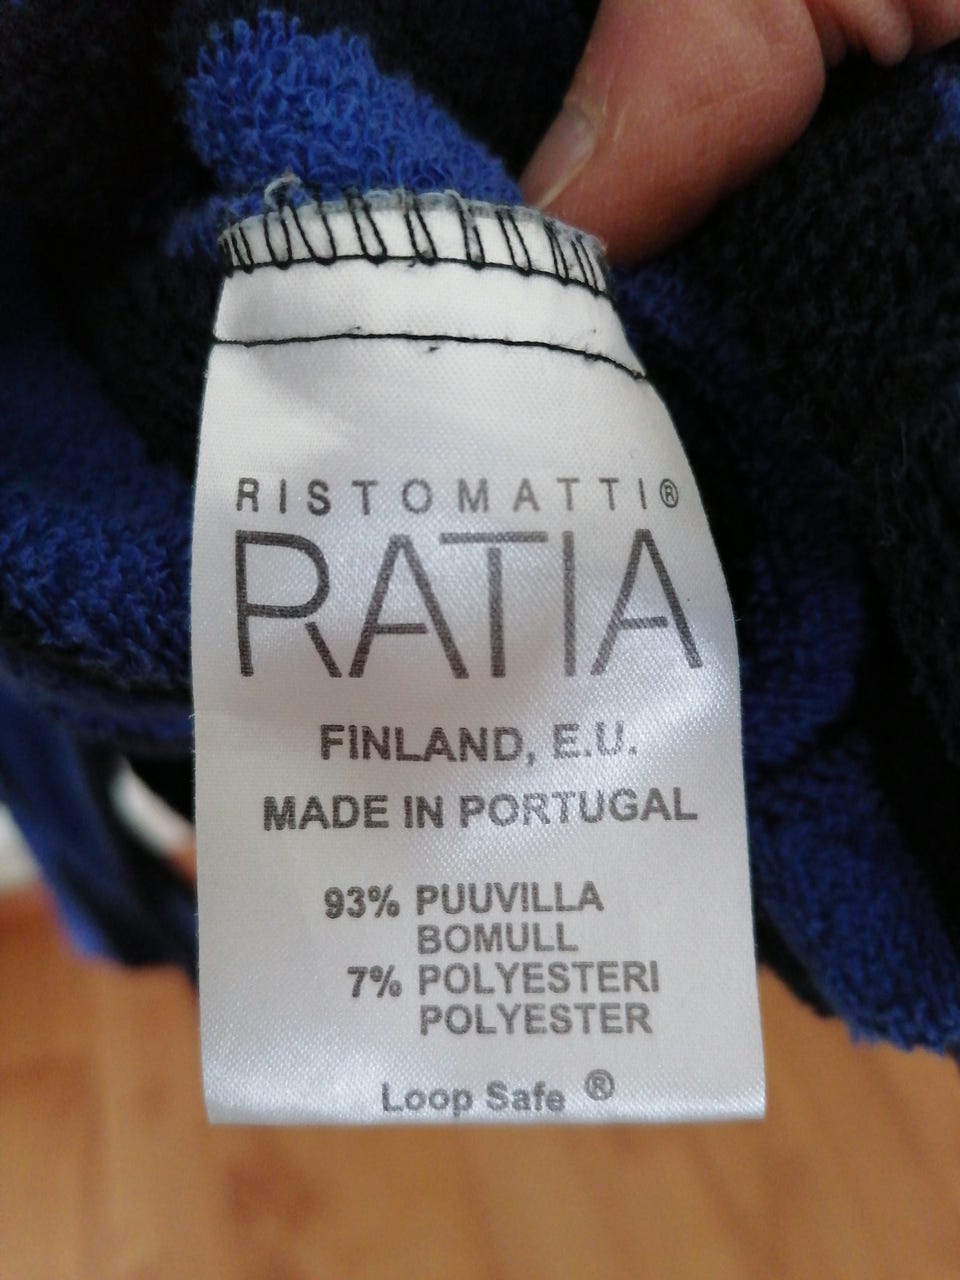 RISTOMATTI®
RATIA
FINLAND, E.U.
MADE IN PORTUGAL
93% PUUVILLA
BOMULL
7% POLYESTERI
POLYESTER
Loop Safe ®